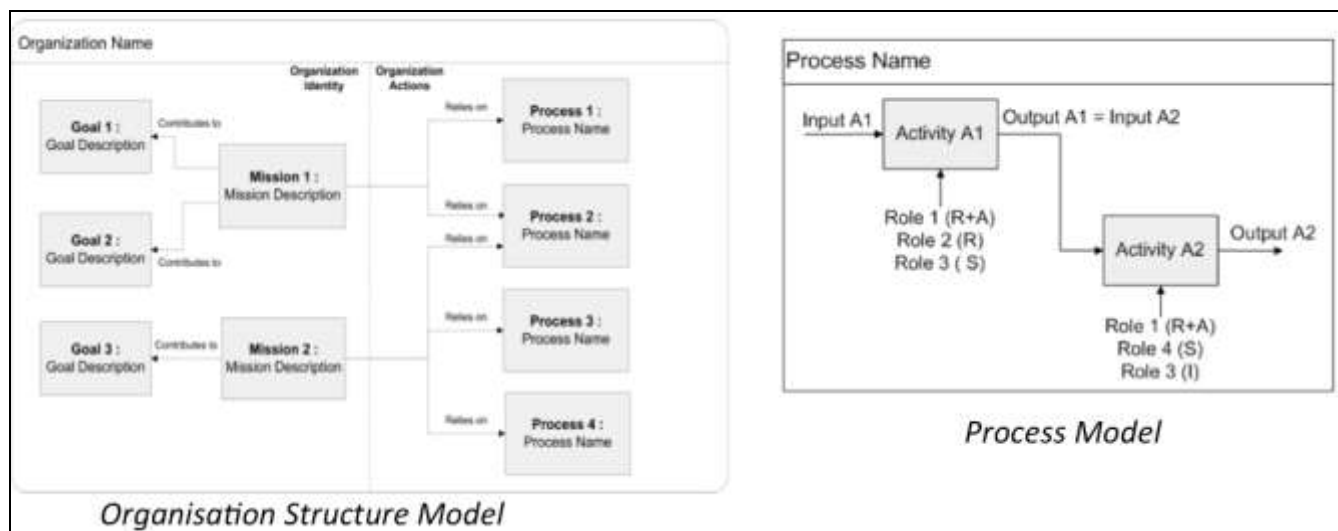 Organization Name
Organization
Identity
Organization
Actions
Goal 1 :
Goal Description
Contributes to
Mission 1 :
Mission Description
Goal 2 :
Goal Description
Contributes to
Goal 3 :
Goal Description
Contributes to
Mission 2 :
Mission Description
Relies on
Process 1 :
Process Name
Relies on
Process 2 :
Process Name
Relies on
Relies on
Process 3 :
Process Name
Relies on
Process 4 :
Process Name
Organisation Structure Model
Process Name
Input A1
Activity A1
Output A1 = Input A2
Role 1 (R+A)
Role 2 (R)
Role 3 ( S)
Activity A2
Output A2
Role 1 (R+A)
Role 4 (S)
Role 3 (I)
Process Model